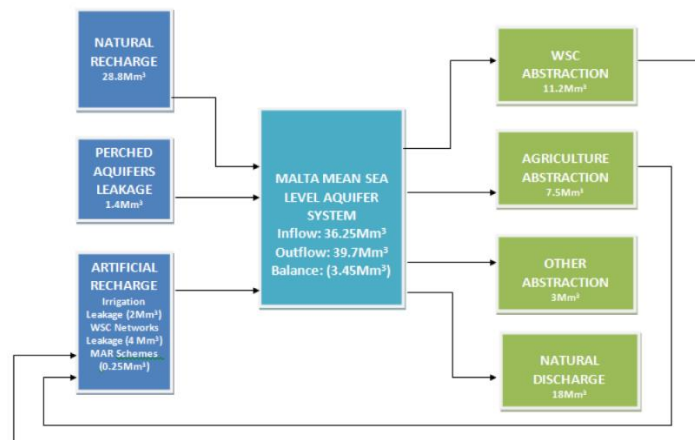 NATURAL
RECHARGE
28.8Mm³
PERCHED
AQUIFERS
LEAKAGE
1.4Mm³
ARTIFICIAL
RECHARGE
Irrigation
Leakage (2Mm³)
WSC Networks
Leakage (4 Mm³)
MAR Schemes
(0.25Mm³)
MALTA MEAN SEA
LEVEL AQUIFER
SYSTEM
Inflow: 36.25Mm³
Outflow: 39.7Mm³
Balance: (3.45Mm³)
WSC
ABSTRACTION
11.2Mm³
AGRICULTURE
ABSTRACTION
7.5Mm³
OTHER
ABSTRACTION
3Mm³
NATURAL
DISCHARGE
18Mm³